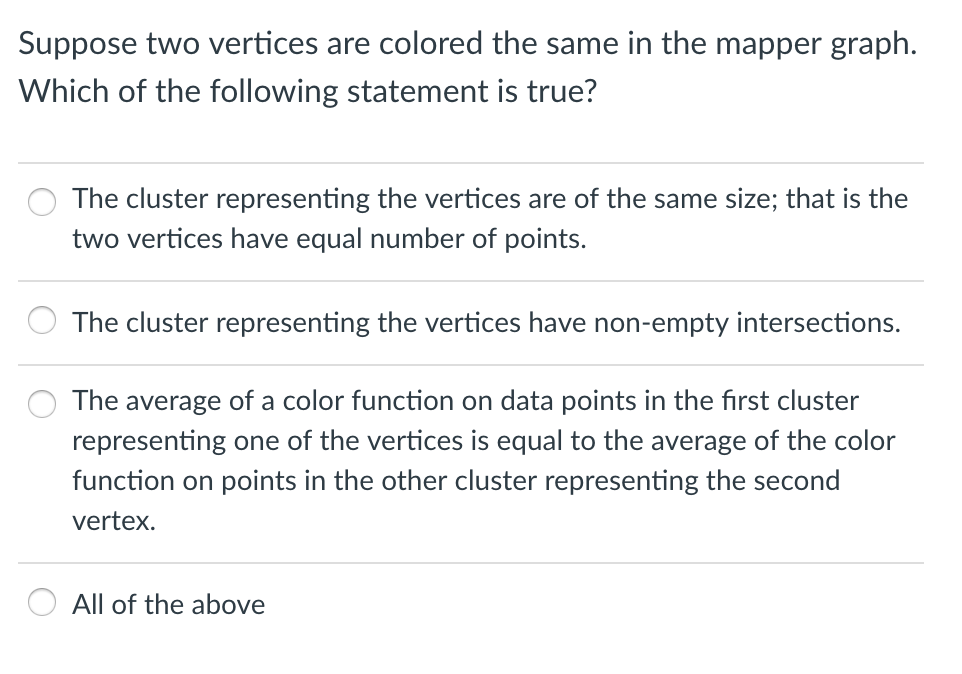 Suppose two vertices are colored the same in the mapper graph.
Which of the following statement is true?
The cluster representing the vertices are of the same size; that is the
two vertices have equal number of points.
The cluster representing the vertices have non-empty intersections.
The average of a color function on data points in the first cluster
representing one of the vertices is equal to the average of the color
function on points in the other cluster representing the second
vertex.
All of the above